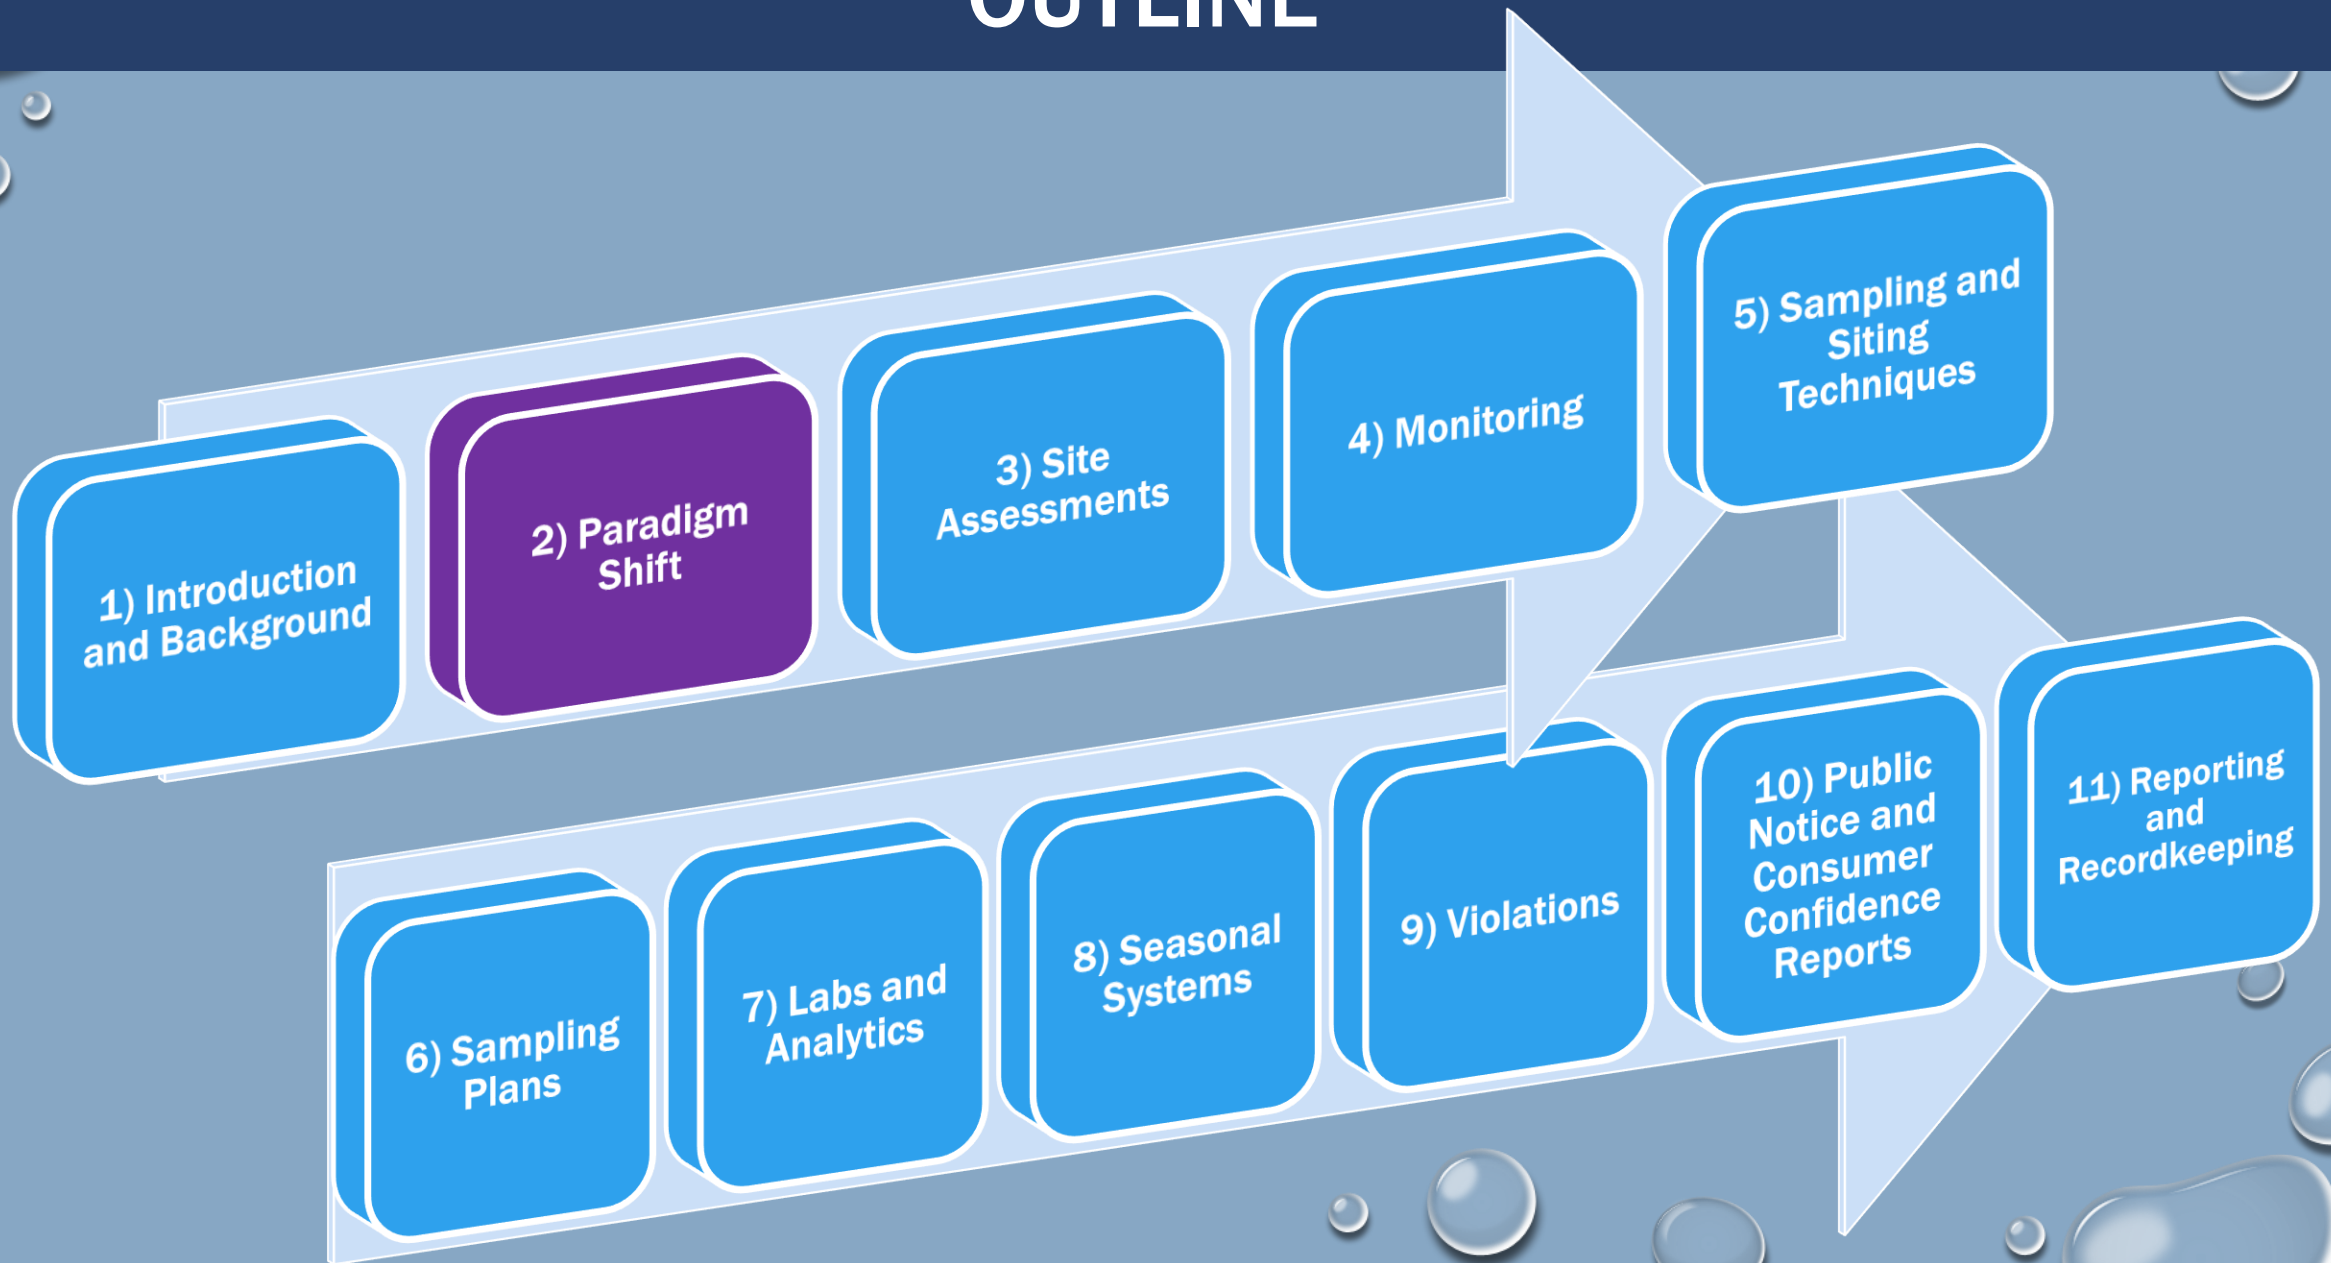 OUTLINE
1) Introduction
and Background
2) Paradigm
Shift
3) Site
Assessments
4) Monitoring
5) Sampling and
Siting
Techniques
6) Sampling
Plans
7) Labs and
Analytics
8) Seasonal
Systems
9) Violations
10) Public
Notice and
Consumer
Confidence
Reports
11) Reporting
and
Recordkeeping